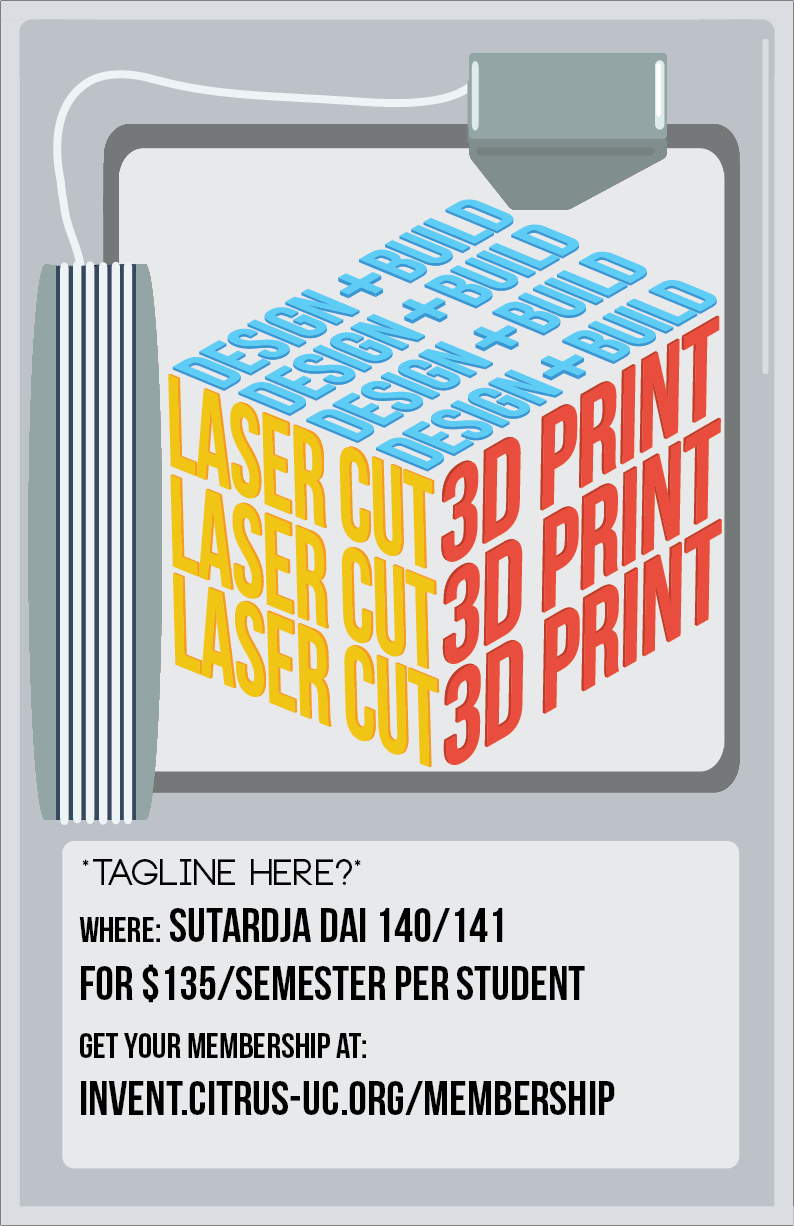 DESIGN + BUILD
DESIGN + BUILD
DESIGN + BUILD
DESIGN + BUILD
LASER CUT
LASER CUT
LASER CUT
3D PRINT
3D PRINT
3D PRINT
*TAGLINE HERE?*
WHERE: SUTARDJA DAI 140/141
FOR $135/SEMESTER PER STUDENT
GET YOUR MEMBERSHIP AT:
INVENT.CITRUS-UC.ORG/MEMBERSHIP